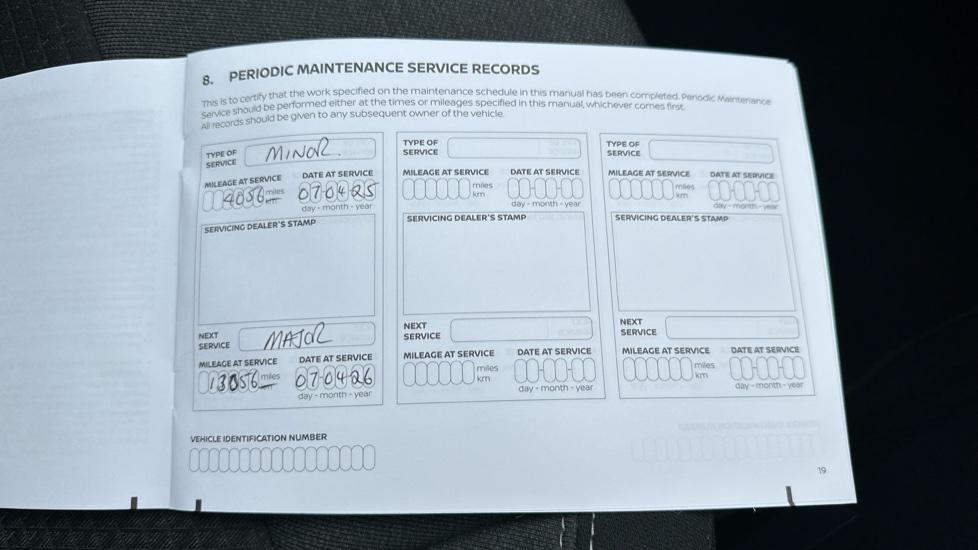 8. PERIODIC MAINTENANCE SERVICE RECORDS
This is to certify that the work specified on the maintenance schedule in this manual has been completed. Periodic Maintenance
Service should be performed either at the times or mileages specified in this manual, whichever comes first.
All records should be given to any subsequent owner of the vehicle.
TYPE OF SERVICE MINOR
MILEAGE AT SERVICE DATE AT SERVICE
4056 miles km 07-04-25
day - month - year
SERVICING DEALER'S STAMP
NEXT SERVICE MAJOR
MILEAGE AT SERVICE DATE AT SERVICE
13056 miles 07-04-26
day - month - year
TYPE OF SERVICE
MILEAGE AT SERVICE DATE AT SERVICE
miles km
day - month - year
SERVICING DEALER'S STAMP
NEXT SERVICE
MILEAGE AT SERVICE DATE AT SERVICE
miles km
day - month - year
TYPE OF SERVICE
MILEAGE AT SERVICE DATE AT SERVICE
miles km
day - month - year
SERVICING DEALER'S STAMP
NEXT SERVICE
MILEAGE AT SERVICE DATE AT SERVICE
miles km
day - month - year
VEHICLE IDENTIFICATION NUMBER
19